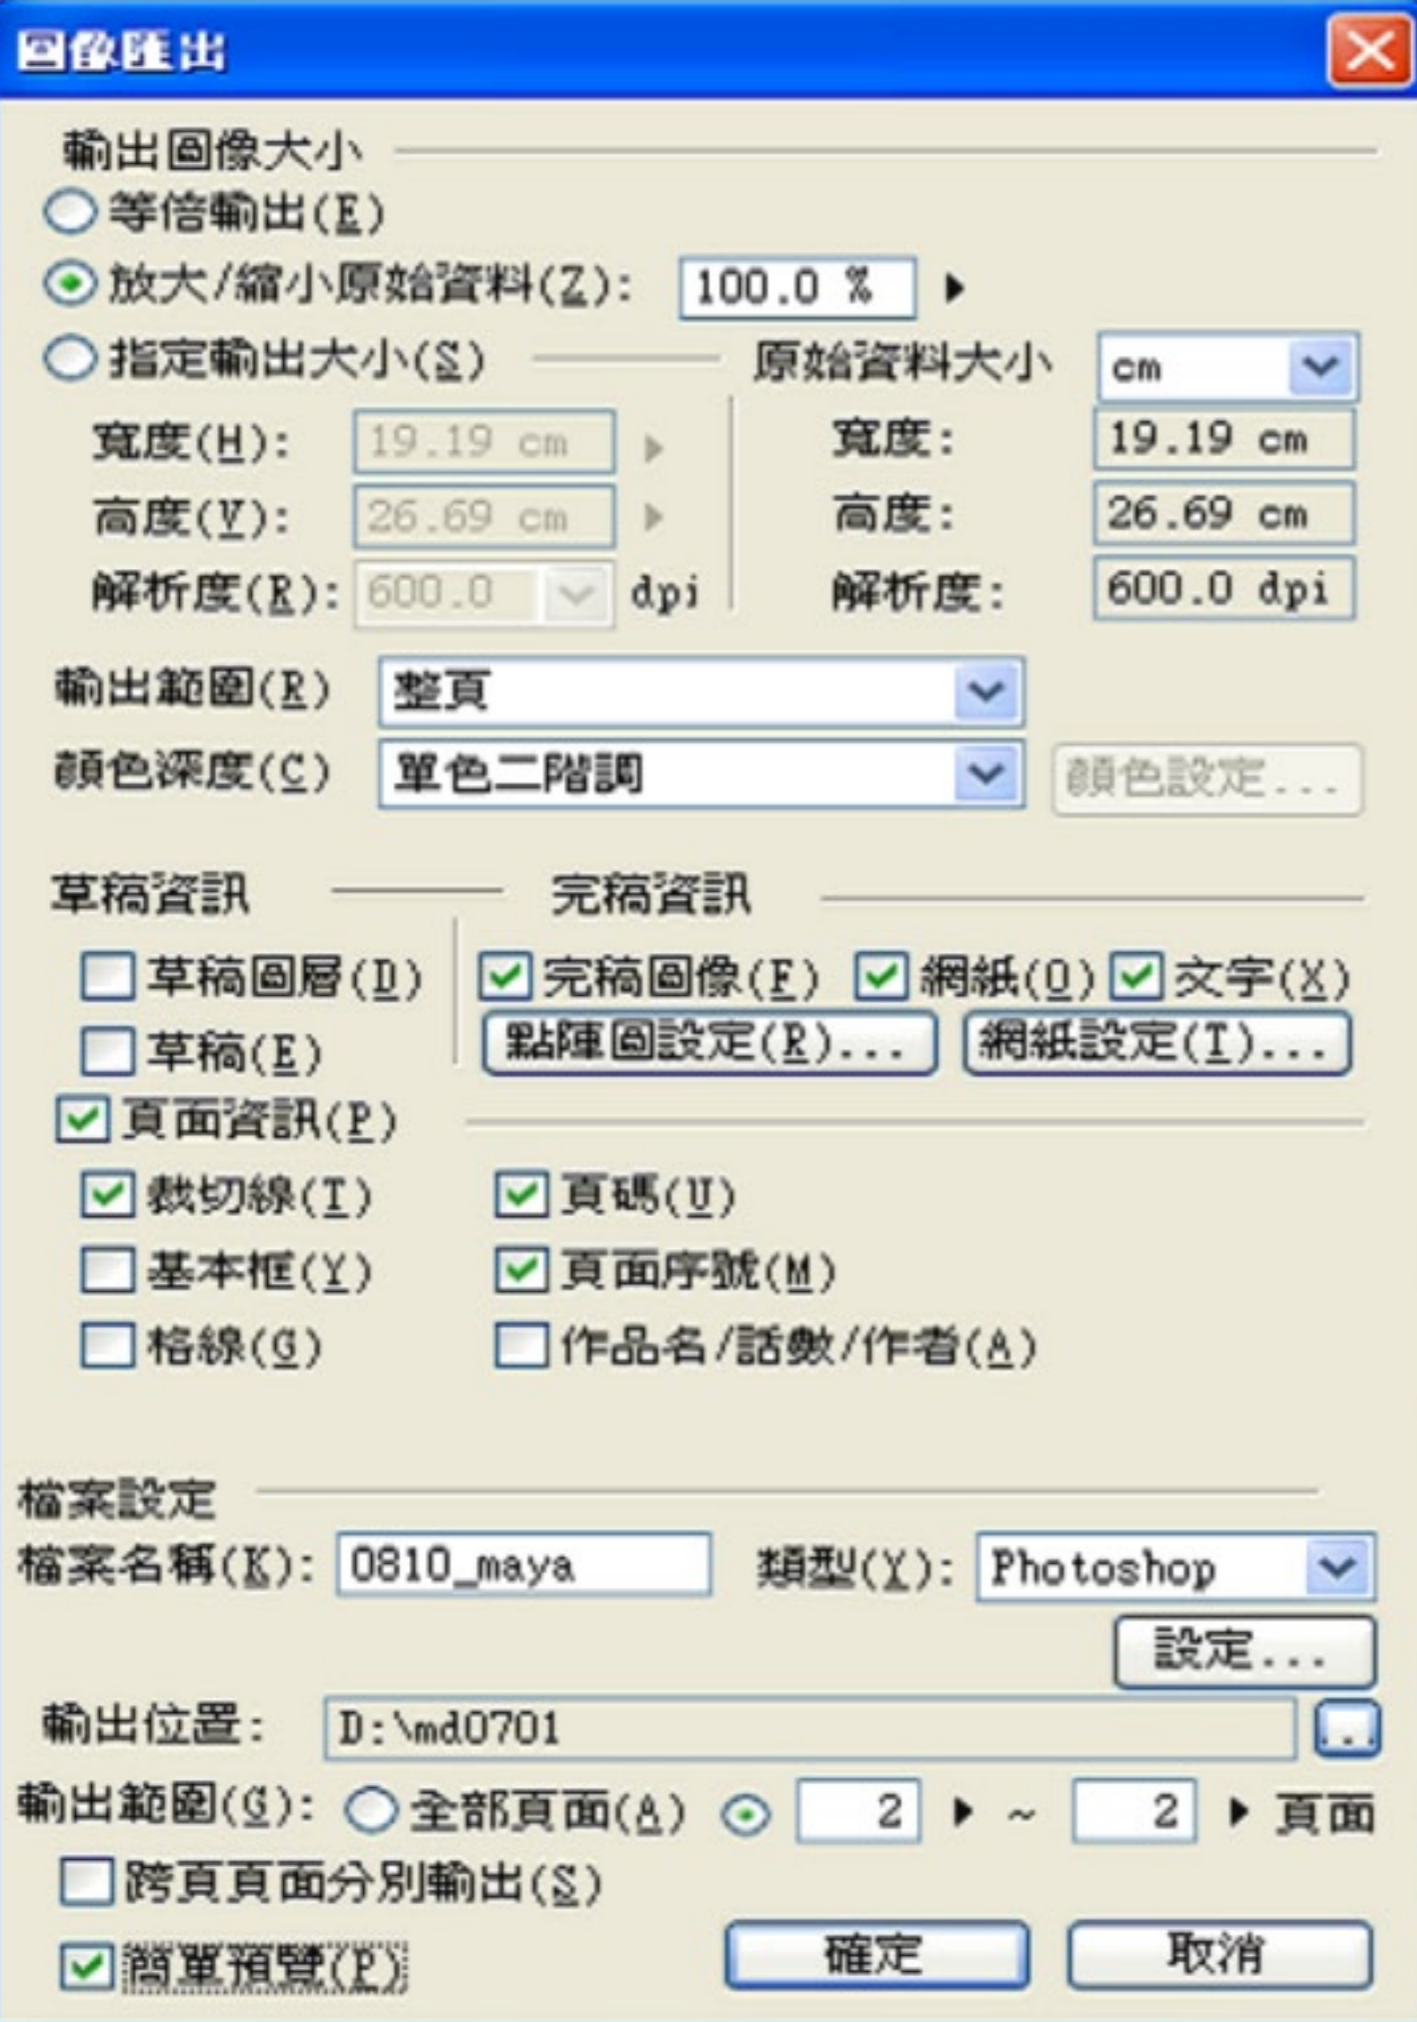 圖像匯出
輸出圖像大小
等倍輸出(E)
放大/縮小原始資料(Z): 100.0 %
指定輸出大小(S) 原始資料大小 cm
寬度(H): 19.19 cm 寬度: 19.19 cm
高度(V): 26.69 cm 高度: 26.69 cm
解析度(R): 600.0 dpi 解析度: 600.0 dpi
輸出範圍(R) 整頁
顏色深度(C) 單色二階調 顏色設定...
草稿資訊 完稿資訊
草稿圖層(D) 完稿圖像(F) 網紙(O) 文字(X)
草稿(E) 點陣圖設定(R)... 網紙設定(T)...
頁面資訊(P)
裁切線(T) 頁碼(U)
基本框(Y) 頁面序號(M)
格線(G) 作品名/話數/作者(A)
檔案設定
檔案名稱(K): 0810_maya 類型(Y): Photoshop
設定...
輸出位置: D:\md0701 ...
輸出範圍(G): 全部頁面(A) 2 ~ 2 頁面
跨頁頁面分別輸出(S)
簡單預覽(P) 確定 取消